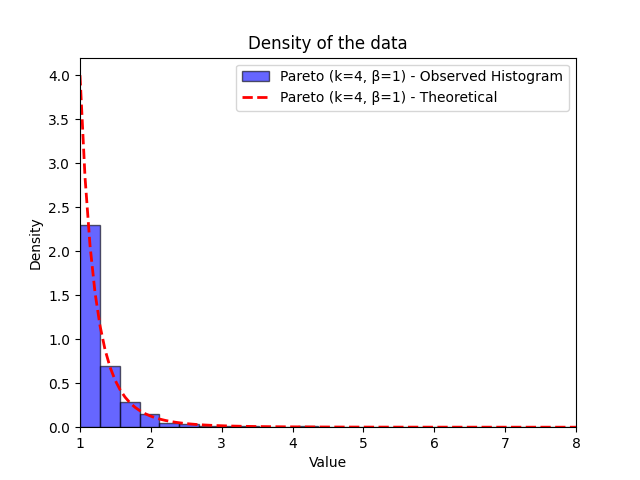 Density of the data
Pareto (k=4, β=1) - Observed Histogram
Pareto (k=4, β=1) - Theoretical
4.0
3.5
3.0
2.5
2.0
1.5
1.0
0.5
0.0
Density
1 2 3 4 5 6 7 8
Value